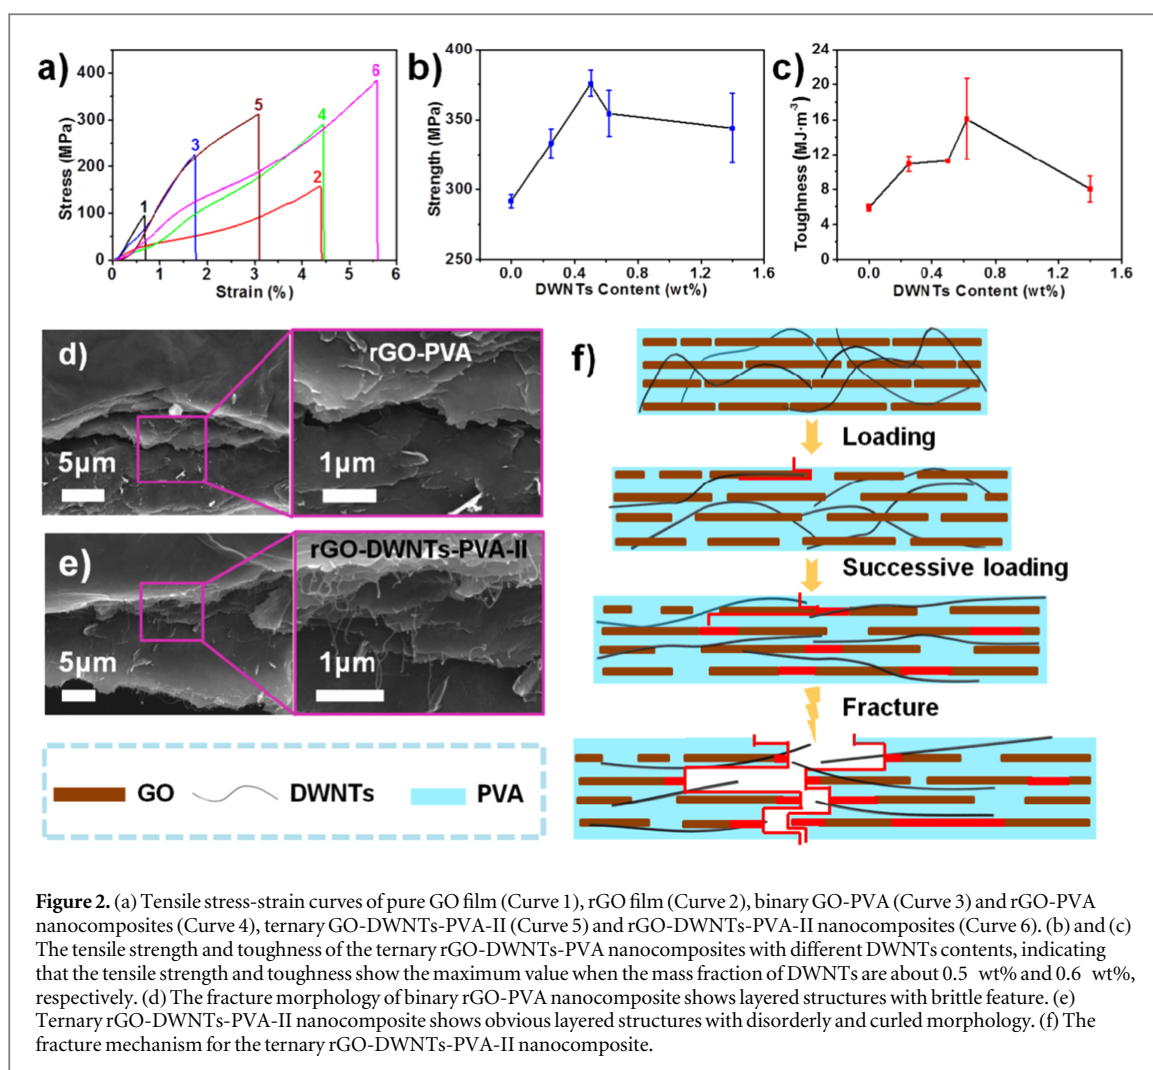 a)
400
300
200
100
0
Stress (MPa)
1
2
3
4
5
6
0 1 2 3 4 5 6
Strain (%)
b)
400
350
300
250
Strength (MPa)
0.0 0.4 0.8 1.2 1.6
DWNTs Content (wt%)
c)
24
20
16
12
8
4
0
Toughness (MJ·m⁻³)
0.0 0.4 0.8 1.2 1.6
DWNTs Content (wt%)
d)
5μm
rGO-PVA
1μm
e)
5μm
rGO-DWNTs-PVA-II
1μm
GO DWNTs PVA
f)
Loading
Successive loading
Fracture
Figure 2. (a) Tensile stress-strain curves of pure GO film (Curve 1), rGO film (Curve 2), binary GO-PVA (Curve 3) and rGO-PVA
nanocomposites (Curve 4), ternary GO-DWNTs-PVA-II (Curve 5) and rGO-DWNTs-PVA-II nanocomposites (Curve 6). (b) and (c)
The tensile strength and toughness of the ternary rGO-DWNTs-PVA nanocomposites with different DWNTs contents, indicating
that the tensile strength and toughness show the maximum value when the mass fraction of DWNTs are about 0.5 wt% and 0.6 wt%,
respectively. (d) The fracture morphology of binary rGO-PVA nanocomposite shows layered structures with brittle feature. (e)
Ternary rGO-DWNTs-PVA-II nanocomposite shows obvious layered structures with disorderly and curled morphology. (f) The
fracture mechanism for the ternary rGO-DWNTs-PVA-II nanocomposite.